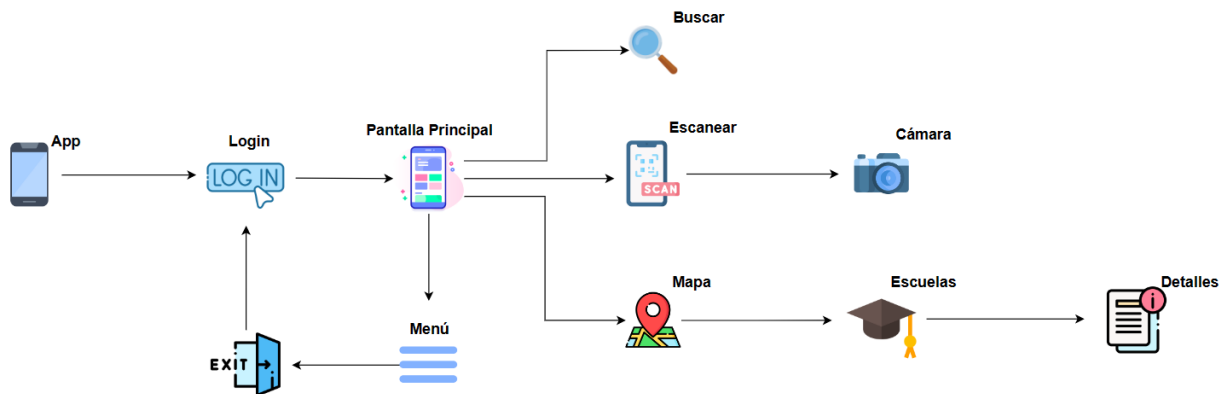 Buscar
App
Login
Pantalla Principal
Escanear
Cámara
LOG IN
SCAN
Mapa
Escuelas
Detalles
Menú
EXIT
i